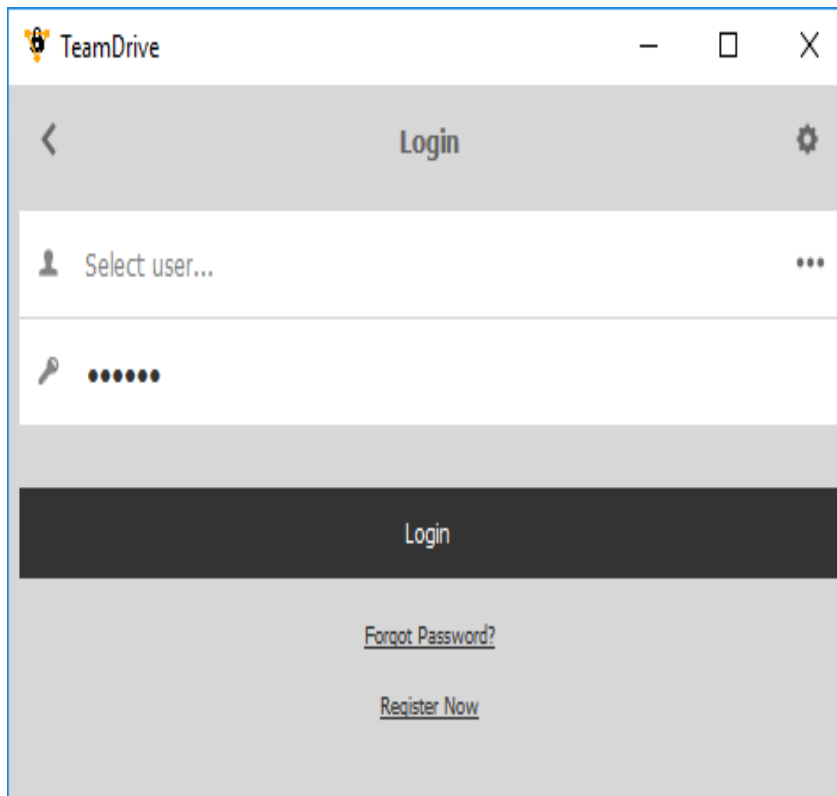 TeamDrive
Login
Select user...
••••••
Login
Forgot Password?
Register Now